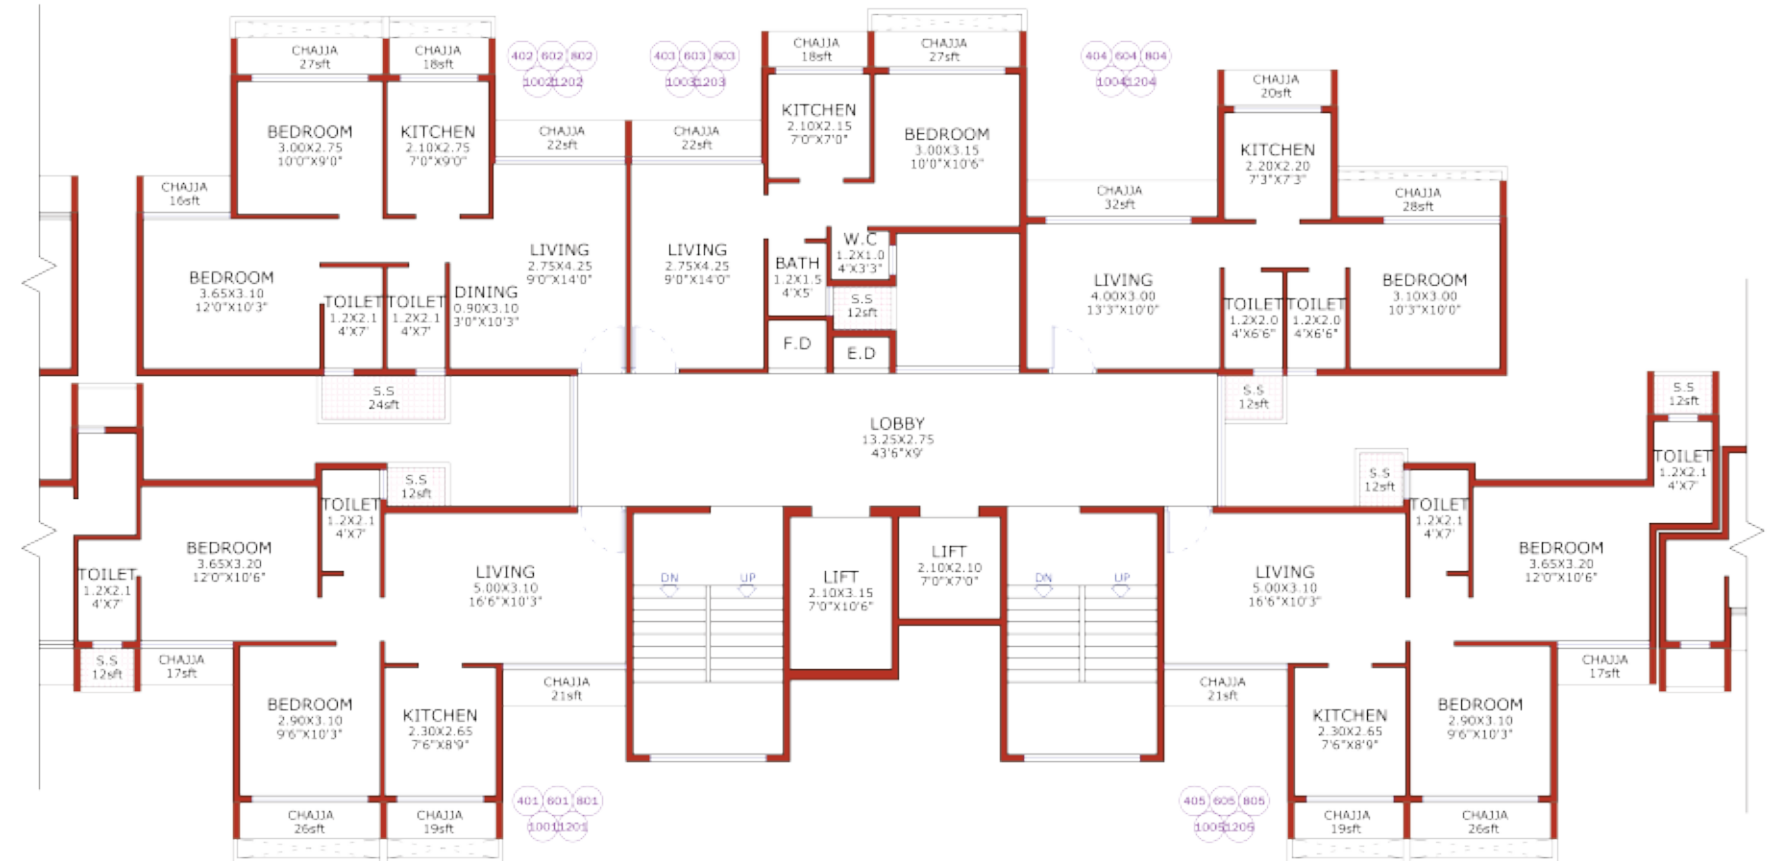 CHAJJA
27sft
CHAJJA
18sft
402 602 802
1002 1202
403 603 803
1003 1203
CHAJJA
18sft
CHAJJA
27sft
404 604 804
1004 1204
CHAJJA
20sft
BEDROOM
3.00X2.75
10'0"X9'0"
KITCHEN
2.10X2.75
7'0"X9'0"
CHAJJA
22sft
CHAJJA
22sft
KITCHEN
2.10X2.15
7'0"X7'0"
BEDROOM
3.00X3.15
10'0"X10'6"
KITCHEN
2.20X2.20
7'3"X7'3"
CHAJJA
16sft
CHAJJA
32sft
CHAJJA
28sft
BEDROOM
3.65X3.10
12'0"X10'3"
TOILET
1.2X2.1
4'X7'
TOILET
1.2X2.1
4'X7'
DINING
0.90X3.10
3'0"X10'3"
LIVING
2.75X4.25
9'0"X14'0"
LIVING
2.75X4.25
9'0"X14'0"
BATH
1.2X1.5
4'X5'
W.C
1.2X1.0
4'X3'3"
S.S
12sft
F.D
E.D
LIVING
4.00X3.00
13'3"X10'0"
TOILET
1.2X2.0
4'X6'6"
TOILET
1.2X2.0
4'X6'6"
BEDROOM
3.10X3.00
10'3"X10'0"
S.S
24sft
S.S
12sft
S.S
12sft
LOBBY
13.25X2.75
43'6"X9'
S.S
12sft
S.S
12sft
TOILET
1.2X2.1
4'X7'
TOILET
1.2X2.1
4'X7'
TOILET
1.2X2.1
4'X7'
BEDROOM
3.65X3.20
12'0"X10'6"
TOILET
1.2X2.1
4'X7'
LIVING
5.00X3.10
16'6"X10'3"
DN
UP
LIFT
2.10X3.15
7'0"X10'6"
LIFT
2.10X2.10
7'0"X7'0"
DN
UP
LIVING
5.00X3.10
16'6"X10'3"
BEDROOM
3.65X3.20
12'0"X10'6"
S.S
12sft
CHAJJA
17sft
CHAJJA
21sft
CHAJJA
21sft
CHAJJA
17sft
BEDROOM
2.90X3.10
9'6"X10'3"
KITCHEN
2.30X2.65
7'6"X8'9"
KITCHEN
2.30X2.65
7'6"X8'9"
BEDROOM
2.90X3.10
9'6"X10'3"
CHAJJA
26sft
CHAJJA
19sft
401 601 801
1001 1201
405 605 805
1005 1205
CHAJJA
19sft
CHAJJA
26sft